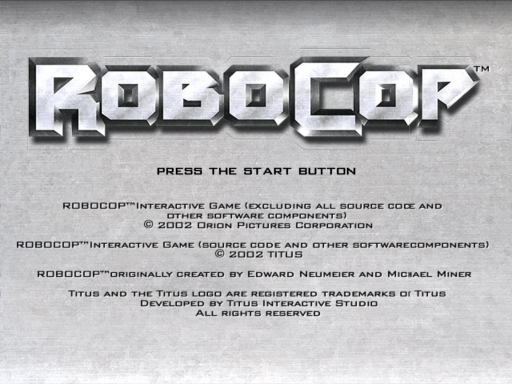 ROBOCOP™
PRESS THE START BUTTON
ROBOCOP™INTERACTIVE GAME (EXCLUDING ALL SOURCE CODE AND
OTHER SOFTWARE COMPONENTS)
© 2002 ORION PICTURES CORPORATION
ROBOCOP™INTERACTIVE GAME (SOURCE CODE AND OTHER SOFTWARECOMPONENTS)
© 2002 TITUS
ROBOCOP™ORIGINALLY CREATED BY EDWARD NEUMEIER AND MICHAEL MINER
TITUS AND THE TITUS LOGO ARE REGISTERED TRADEMARKS OF TITUS
DEVELOPED BY TITUS INTERACTIVE STUDIO
ALL RIGHTS RESERVED